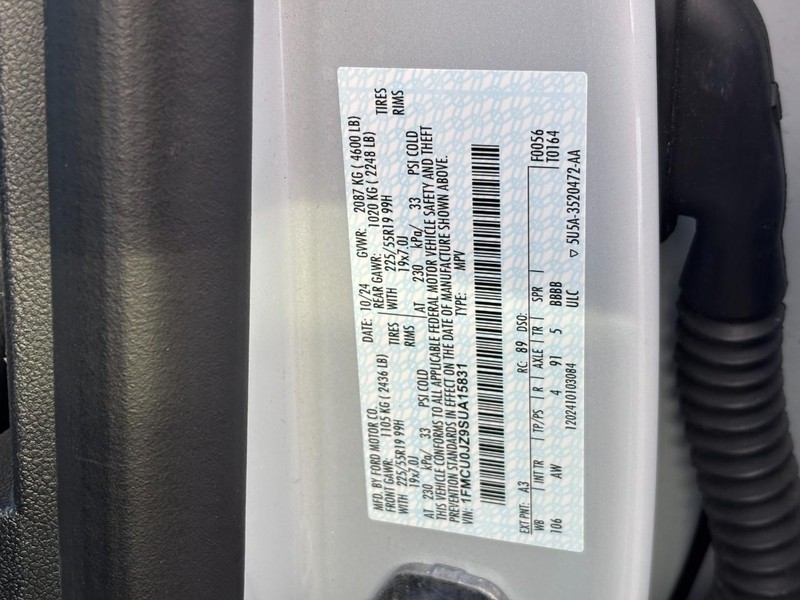 MFD. BY FORD MOTOR CO. DATE: 10/24 GVWR: 2087 KG ( 4600 LB)
FRONT GAWR: 1105 KG ( 2436 LB) REAR GAWR: 1020 KG ( 2248 LB)
WITH 225/55R19 99H TIRES WITH 225/55R19 99H TIRES
19x7.0J RIMS 19x7.0J RIMS
AT 230 kPa/ 33 PSI COLD AT 230 kPa/ 33 PSI COLD
THIS VEHICLE CONFORMS TO ALL APPLICABLE FEDERAL MOTOR VEHICLE SAFETY AND THEFT
PREVENTION STANDARDS IN EFFECT ON THE DATE OF MANUFACTURE SHOWN ABOVE.
VIN: 1FMCU0JZ9SUA15831 TYPE: MPV
F0056
T0164
EXT PNT: A3 RC: 89 DSO:
WB INT TR TP/PS R AXLE TR SPR
106 AW 4 91 5 BBBB
1202410103084 ULC ▽ 5U5A-3520472-AA